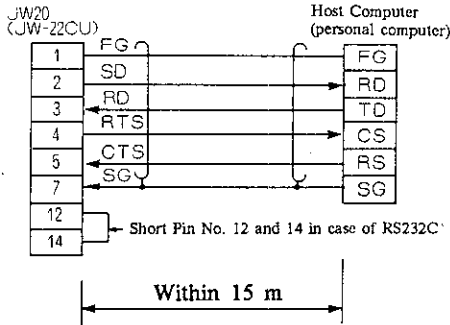 JW20
(JW-22CU)
Host Computer
(personal computer)
1 FG FG
2 SD RD
3 RD TD
4 RTS CS
5 CTS RS
7 SG SG
12
14
Short Pin No. 12 and 14 in case of RS232C
Within 15 m